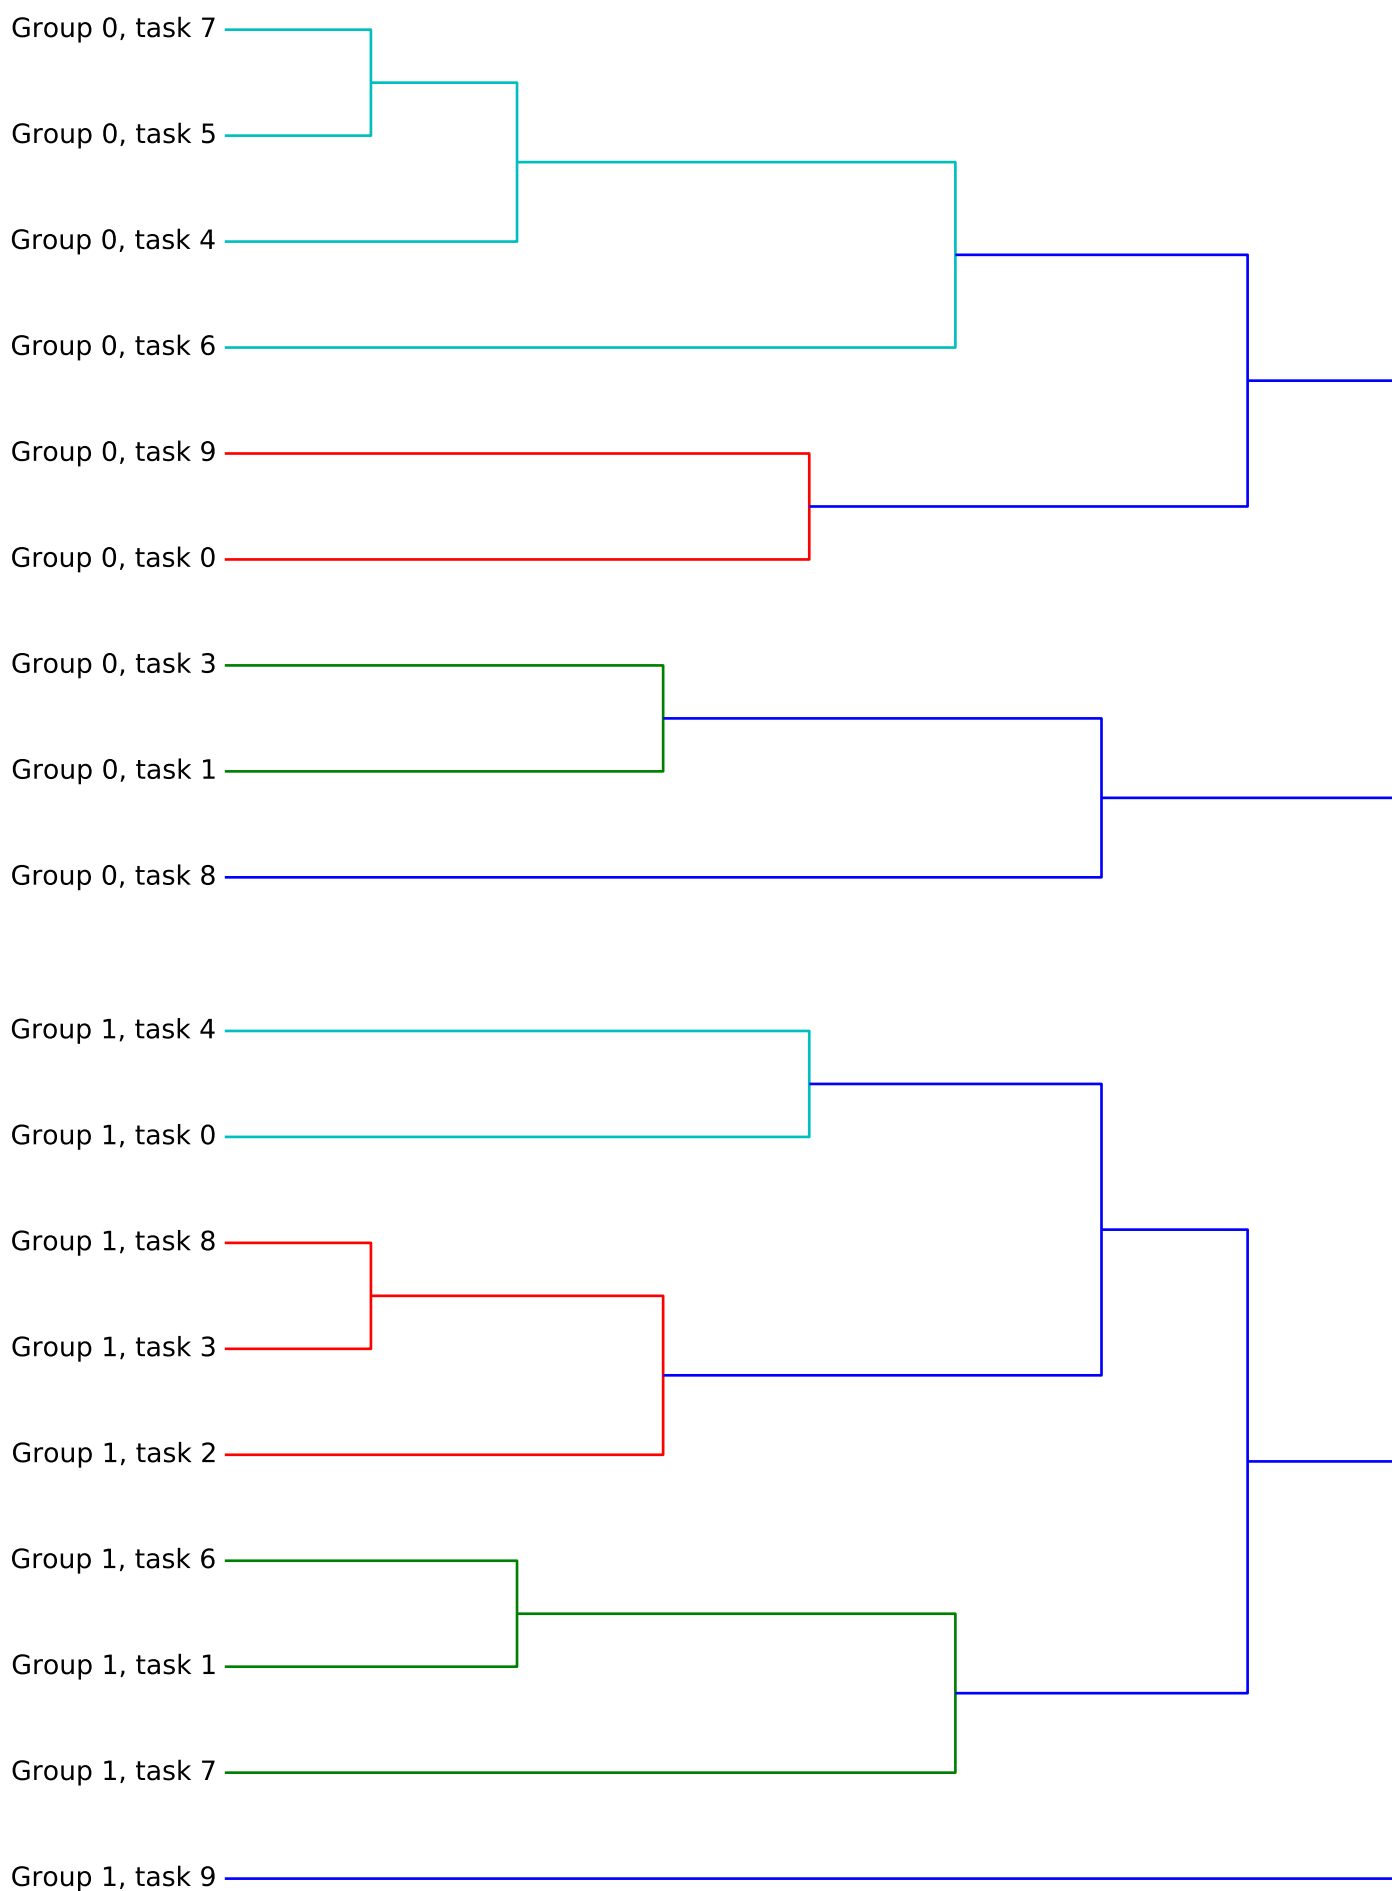 Group 0, task 7
Group 0, task 5
Group 0, task 4
Group 0, task 6
Group 0, task 9
Group 0, task 0
Group 0, task 3
Group 0, task 1
Group 0, task 8
Group 1, task 4
Group 1, task 0
Group 1, task 8
Group 1, task 3
Group 1, task 2
Group 1, task 6
Group 1, task 1
Group 1, task 7
Group 1, task 9